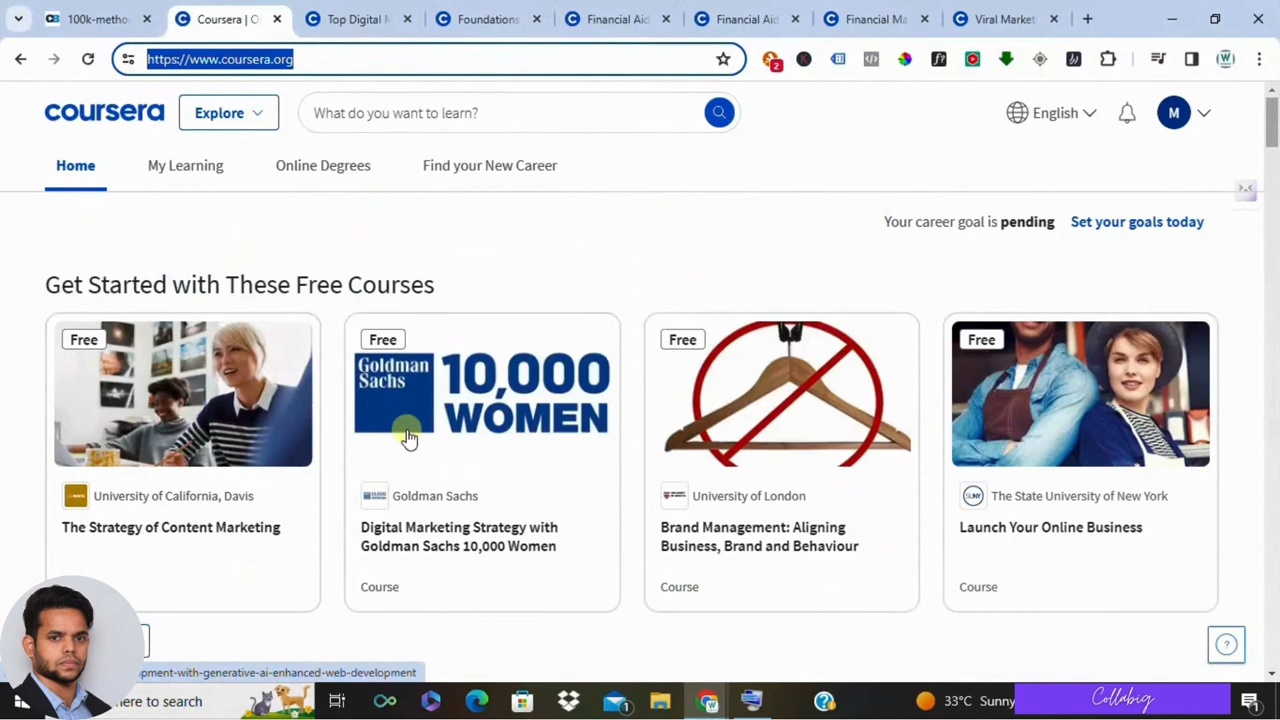 100k-metho
Coursera | O
Top Digital M
Foundations
Financial Aid
Financial Aid
Financial Ma
Viral Market
https://www.coursera.org
2
coursera
Explore
What do you want to learn?
English
M
Home
My Learning
Online Degrees
Find your New Career
Your career goal is pending
Set your goals today
Get Started with These Free Courses
Free
Free
Free
Free
Goldman
Sachs
10,000
WOMEN
University of California, Davis
Goldman Sachs
University of London
The State University of New York
The Strategy of Content Marketing
Digital Marketing Strategy with
Goldman Sachs 10,000 Women
Brand Management: Aligning
Business, Brand and Behaviour
Launch Your Online Business
Course
Course
Course
?
pment-with-generative-ai-enhanced-web-development
here to search
1
33°C Sunny
Collabig
1